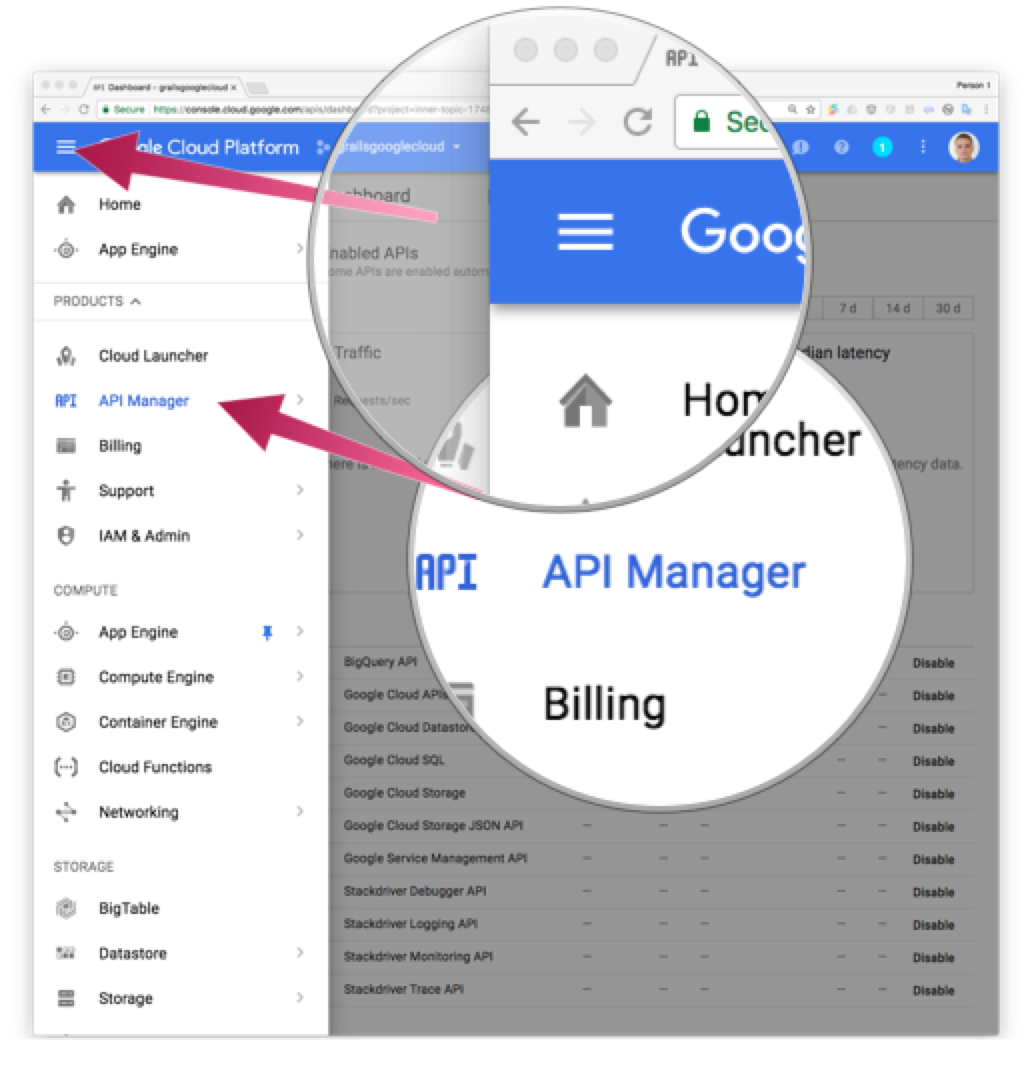 API
API Dashboard - grailsgooglecloud ×
Person 1
Secure https://console.cloud.google.com/apis/dashb
d?project=inner-topic-1748
Sec
gle Cloud Platform
grailsgooglecloud
1
Goog
Home
App Engine
PRODUCTS
Cloud Launcher
API API Manager
Billing
Support
IAM & Admin
COMPUTE
App Engine
Compute Engine
Container Engine
Cloud Functions
Networking
STORAGE
BigTable
Datastore
Storage
shboard
nabled APIs
ome APIs are enabled autom
7 d 14 d 30 d
Traffic
dian latency
Requests/sec
Hom
uncher
here is
ency data.
API API Manager
Billing
BigQuery API Disable
Google Cloud APIs – Disable
Google Cloud Datastor – – Disable
Google Cloud SQL – – Disable
Google Cloud Storage – – Disable
Google Cloud Storage JSON API – – – – – Disable
Google Service Management API – – – – – Disable
Stackdriver Debugger API – – – – – Disable
Stackdriver Logging API – – – – – Disable
Stackdriver Monitoring API – – – – – Disable
Stackdriver Trace API – – – – – Disable